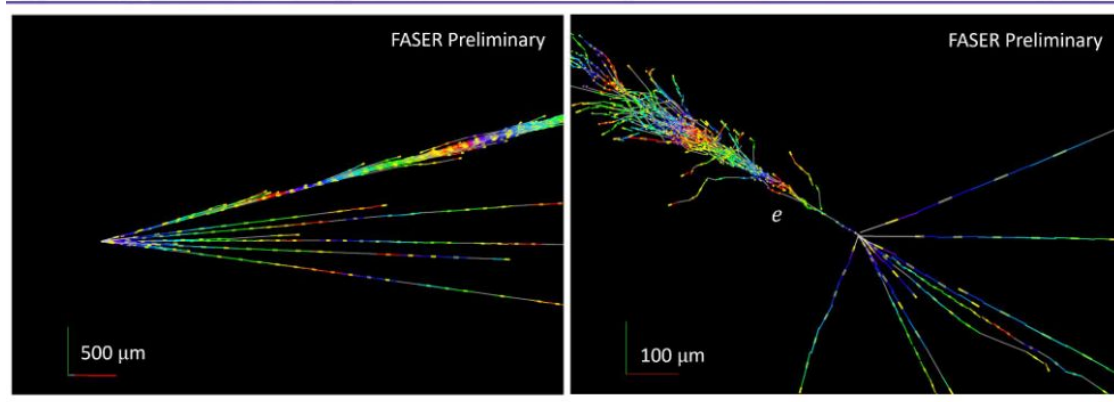 FASER Preliminary
500 µm
FASER Preliminary
e
100 µm